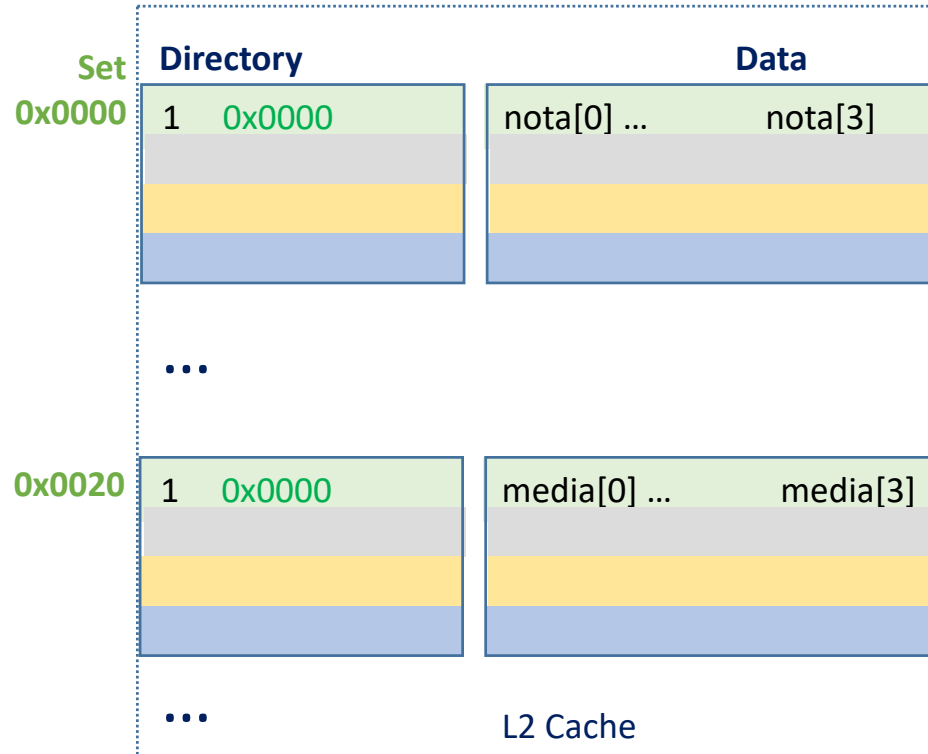 Set
Directory
Data
0x0000
1 0x0000
nota[0] … nota[3]
…
0x0020
1 0x0000
media[0] … media[3]
…
L2 Cache